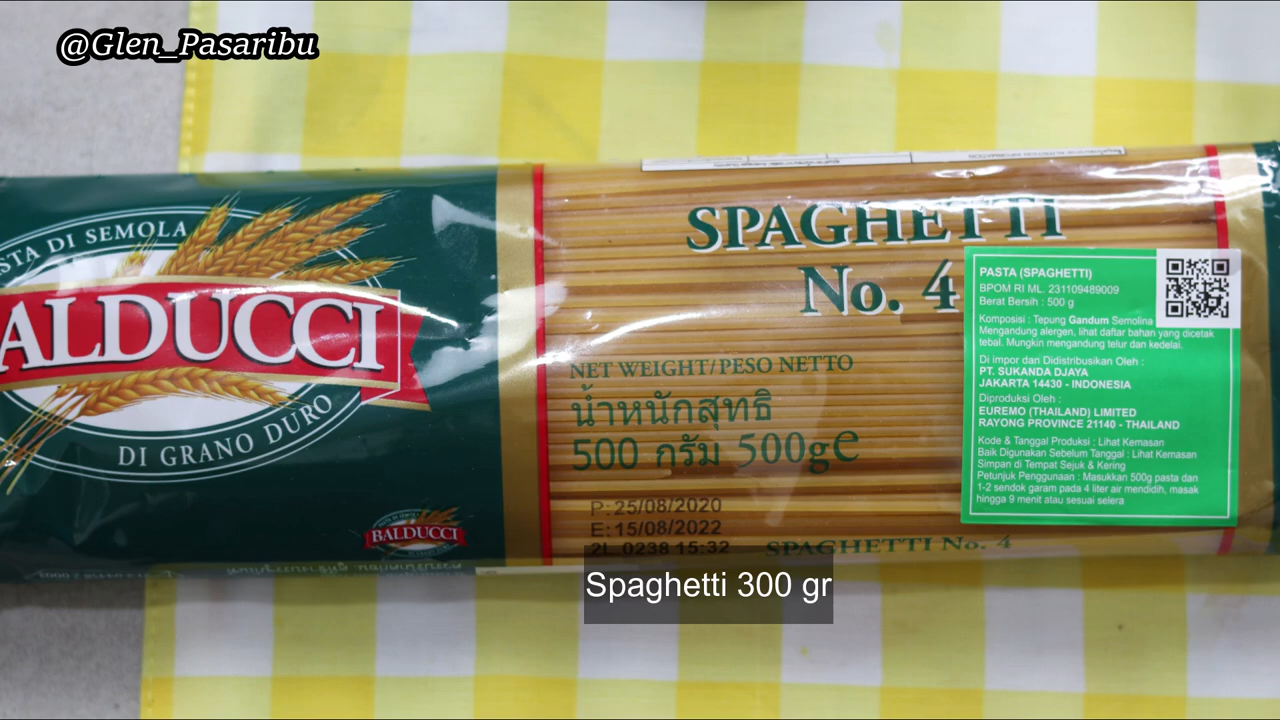 @Glen_Pasaribu
STA DI SEMOLA
ALDUCCI
DI GRANO DURO
BALDUCCI
SPAGHETTI
No. 4
NET WEIGHT/PESO NETTO
น้ำหนักสุทธิ
500 กรัม 500g e
P: 25/08/2020
E: 15/08/2022
2L 0238 15:32
SPAGHETTI No. 4
PASTA (SPAGHETTI)
BPOM RI ML. 231109489009
Berat Bersih : 500 g
Komposisi : Tepung Gandum Semolina
Mengandung alergen, lihat daftar bahan yang dicetak
tebal. Mungkin mengandung telur dan kedelai.
Di impor dan Didistribusikan Oleh :
PT. SUKANDA DJAYA
JAKARTA 14430 - INDONESIA
Diproduksi Oleh :
EUREMO (THAILAND) LIMITED
RAYONG PROVINCE 21140 - THAILAND
Kode & Tanggal Produksi : Lihat Kemasan
Baik Digunakan Sebelum Tanggal : Lihat Kemasan
Simpan di Tempat Sejuk & Kering
Petunjuk Penggunaan : Masukkan 500g pasta dan
1-2 sendok garam pada 4 liter air mendidih, masak
hingga 9 menit atau sesuai selera
Spaghetti 300 gr